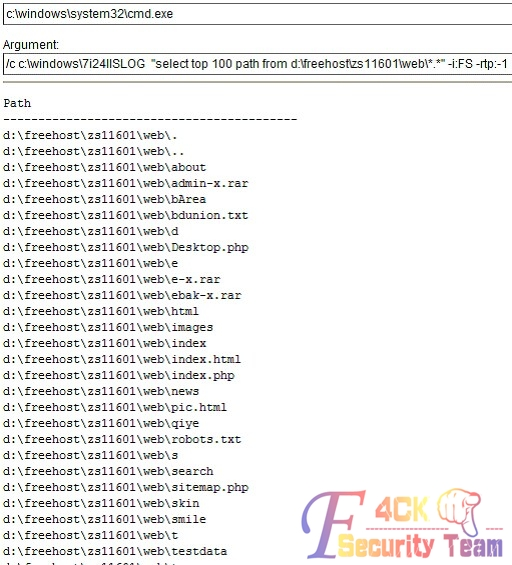 c:\windows\system32\cmd.exe
Argument:
/c c:\windows\7i24IISLOG "select top 100 path from d:\freehost\zs11601\web\*.*" -i:FS -rtp:-1
Path
------------------------------------------
d:\freehost\zs11601\web\.
d:\freehost\zs11601\web\..
d:\freehost\zs11601\web\about
d:\freehost\zs11601\web\admin-x.rar
d:\freehost\zs11601\web\bArea
d:\freehost\zs11601\web\bdunion.txt
d:\freehost\zs11601\web\d
d:\freehost\zs11601\web\Desktop.php
d:\freehost\zs11601\web\e
d:\freehost\zs11601\web\e-x.rar
d:\freehost\zs11601\web\ebak-x.rar
d:\freehost\zs11601\web\html
d:\freehost\zs11601\web\images
d:\freehost\zs11601\web\index
d:\freehost\zs11601\web\index.html
d:\freehost\zs11601\web\index.php
d:\freehost\zs11601\web\news
d:\freehost\zs11601\web\pic.html
d:\freehost\zs11601\web\qiye
d:\freehost\zs11601\web\robots.txt
d:\freehost\zs11601\web\s
d:\freehost\zs11601\web\search
d:\freehost\zs11601\web\sitemap.php
d:\freehost\zs11601\web\skin
d:\freehost\zs11601\web\smile
d:\freehost\zs11601\web\t
d:\freehost\zs11601\web\testdata
F4CK
Security Team